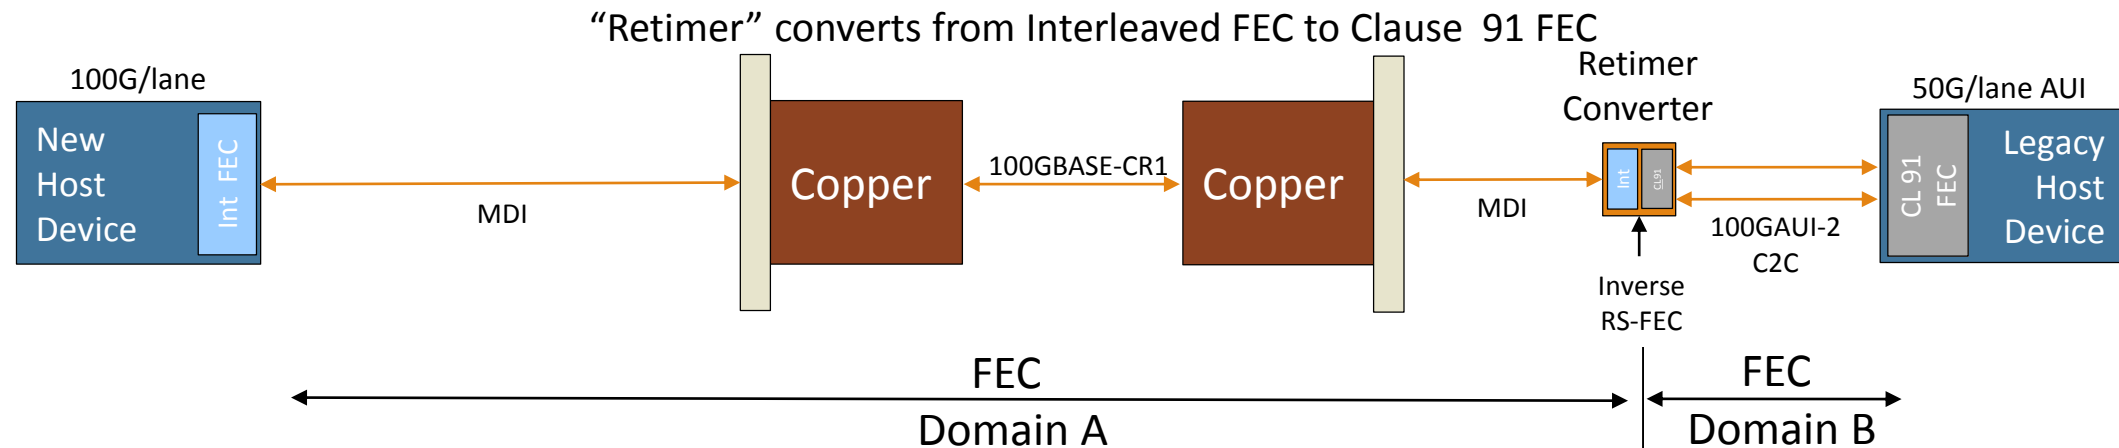 “Retimer” converts from Interleaved FEC to Clause 91 FEC
100G/lane
New
Host
Device
Int FEC
MDI
Copper
100GBASE-CR1
Copper
MDI
Retimer
Converter
Int
CL91
Inverse
RS-FEC
100GAUI-2
C2C
50G/lane AUI
CL 91
FEC
Legacy
Host
Device
FEC
Domain A
FEC
Domain B